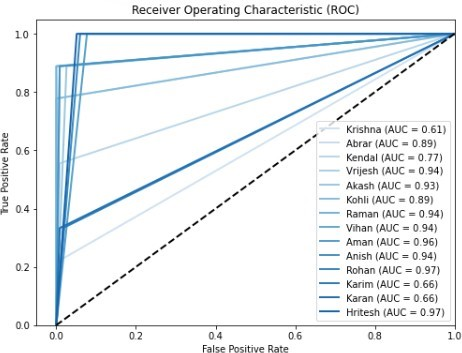 Receiver Operating Characteristic (ROC)
True Positive Rate
1.0
0.8
0.6
0.4
0.2
0.0
Krishna (AUC = 0.61)
Abrar (AUC = 0.89)
Kendal (AUC = 0.77)
Vrijesh (AUC = 0.94)
Akash (AUC = 0.93)
Kohli (AUC = 0.89)
Raman (AUC = 0.94)
Vihan (AUC = 0.94)
Aman (AUC = 0.96)
Anish (AUC = 0.94)
Rohan (AUC = 0.97)
Karim (AUC = 0.66)
Karan (AUC = 0.66)
Hritesh (AUC = 0.97)
0.0 0.2 0.4 0.6 0.8 1.0
False Positive Rate